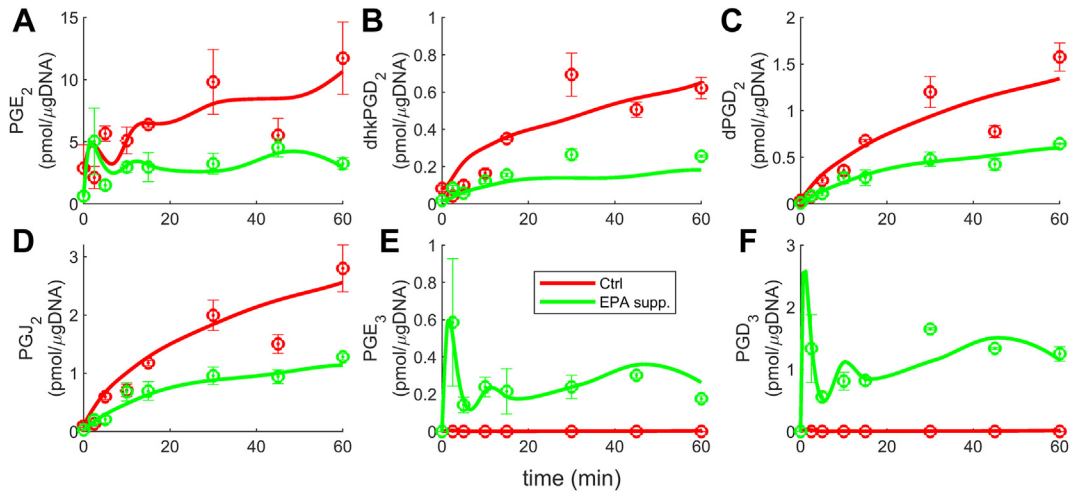 A
PGE2
(pmol/μgDNA)
15
10
5
0
0
20
40
60
B
dhkPGD2
(pmol/μgDNA)
0.8
0.6
0.4
0.2
0
0
20
40
60
C
dPGD2
(pmol/μgDNA)
2
1.5
1
0.5
0
0
20
40
60
D
PGJ2
(pmol/μgDNA)
3
2
1
0
0
20
40
60
E
PGE3
(pmol/μgDNA)
1
0.8
0.6
0.4
0.2
0
0
20
40
60
Ctrl
EPA supp.
F
PGD3
(pmol/μgDNA)
3
2
1
0
0
20
40
60
time (min)